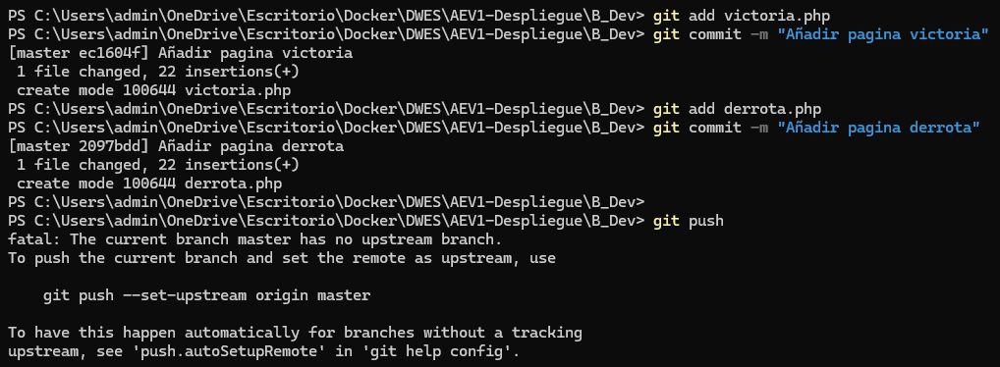 PS C:\Users\admin\OneDrive\Escritorio\Docker\DWES\AEV1-Despliegue\B_Dev> git add victoria.php
PS C:\Users\admin\OneDrive\Escritorio\Docker\DWES\AEV1-Despliegue\B_Dev> git commit -m "Añadir pagina victoria"
[master ec1604f] Añadir pagina victoria
 1 file changed, 22 insertions(+)
 create mode 100644 victoria.php
PS C:\Users\admin\OneDrive\Escritorio\Docker\DWES\AEV1-Despliegue\B_Dev> git add derrota.php
PS C:\Users\admin\OneDrive\Escritorio\Docker\DWES\AEV1-Despliegue\B_Dev> git commit -m "Añadir pagina derrota"
[master 2097bdd] Añadir pagina derrota
 1 file changed, 22 insertions(+)
 create mode 100644 derrota.php
PS C:\Users\admin\OneDrive\Escritorio\Docker\DWES\AEV1-Despliegue\B_Dev>
PS C:\Users\admin\OneDrive\Escritorio\Docker\DWES\AEV1-Despliegue\B_Dev> git push
fatal: The current branch master has no upstream branch.
To push the current branch and set the remote as upstream, use

    git push --set-upstream origin master

To have this happen automatically for branches without a tracking
upstream, see 'push.autoSetupRemote' in 'git help config'.